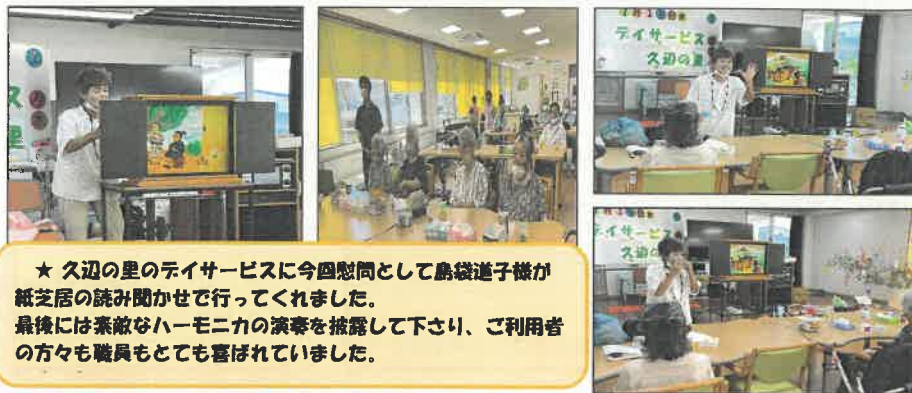 デイサービス
久辺の里
デイサービス
久辺の
★ 久辺の里のデイサービスに今回慰問として島袋道子様が
紙芝居の読み聞かせで行ってくれました。
最後には素敵なハーモニカの演奏を披露して下さり、ご利用者
の方々も職員もとても喜ばれていました。